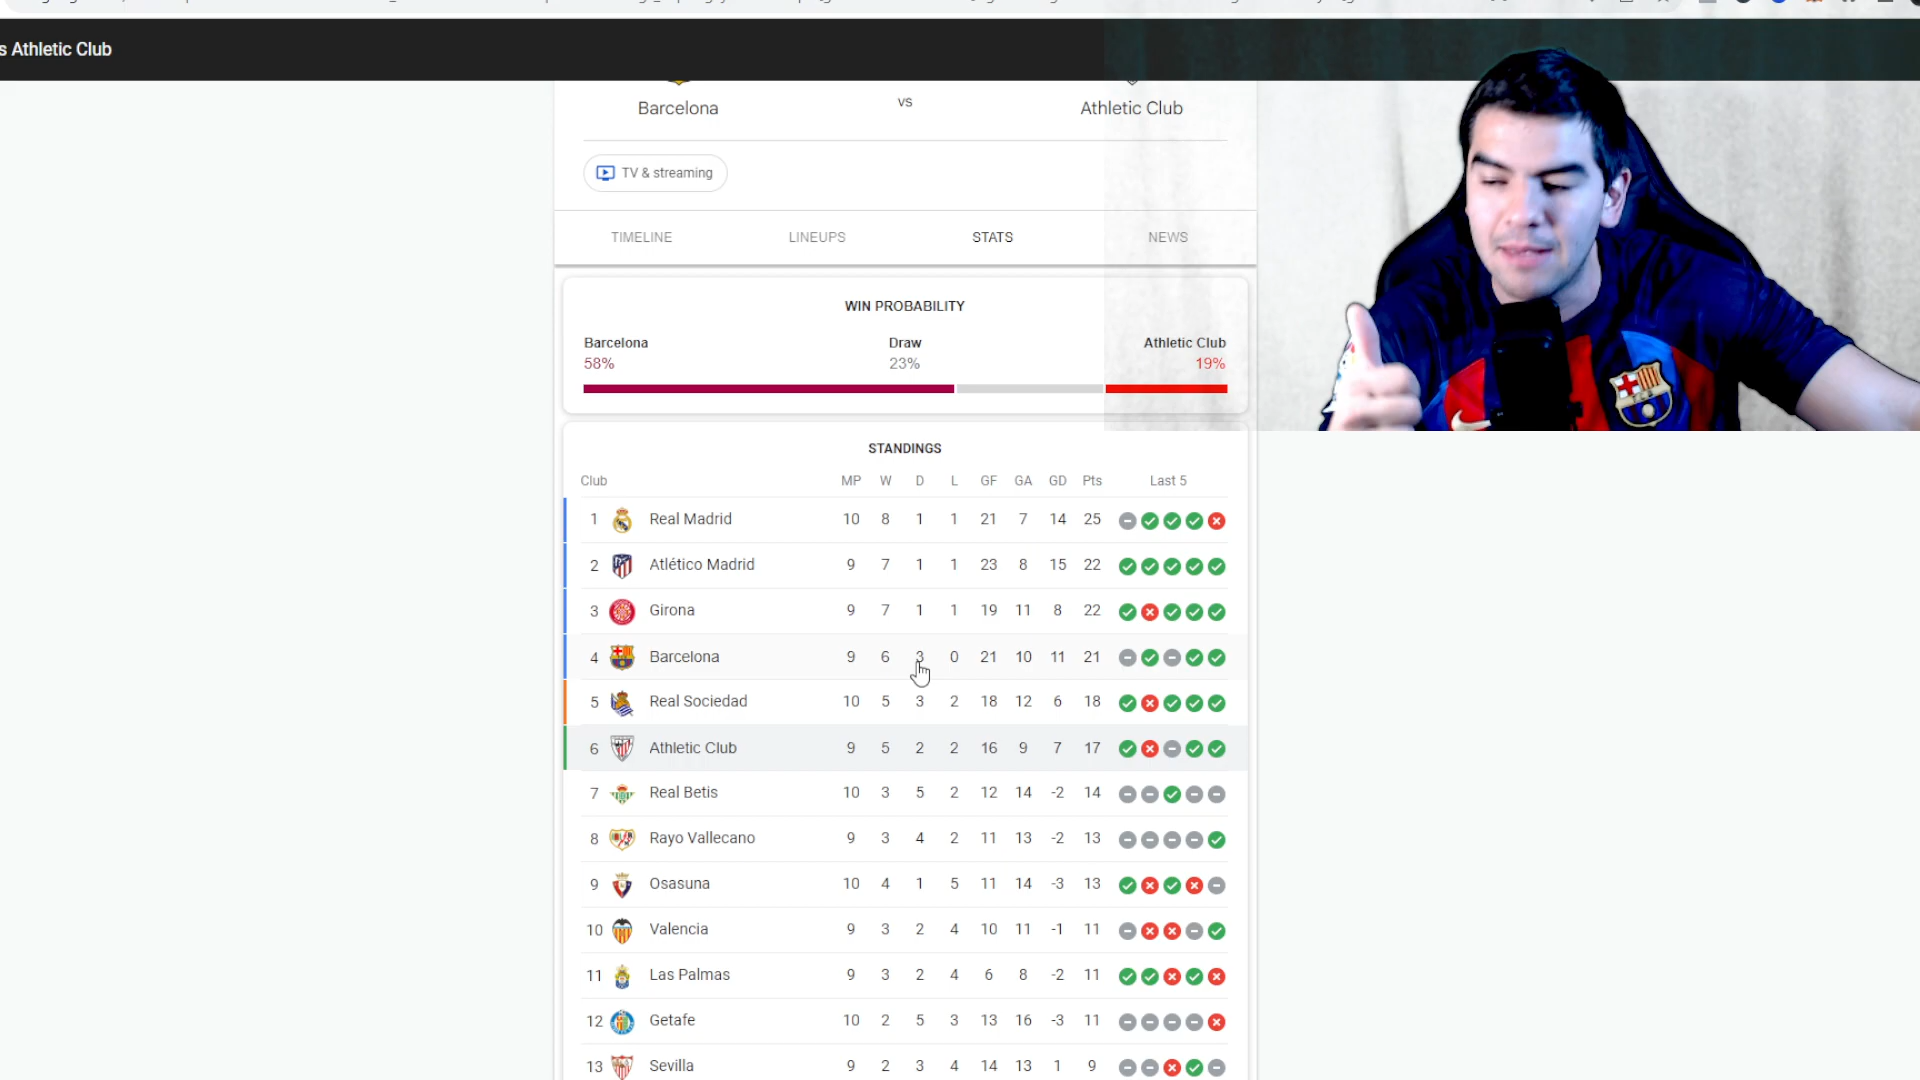 s Athletic Club
Barcelona vs Athletic Club
TV & streaming
TIMELINE LINEUPS STATS NEWS
WIN PROBABILITY
Barcelona Draw Athletic Club
58% 23% 19%
STANDINGS
Club MP W D L GF GA GD Pts Last 5
1 Real Madrid 10 8 1 1 21 7 14 25
2 Atlético Madrid 9 7 1 1 23 8 15 22
3 Girona 9 7 1 1 19 11 8 22
4 Barcelona 9 6 3 0 21 10 11 21
5 Real Sociedad 10 5 3 2 18 12 6 18
6 Athletic Club 9 5 2 2 16 9 7 17
7 Real Betis 10 3 5 2 12 14 -2 14
8 Rayo Vallecano 9 3 4 2 11 13 -2 13
9 Osasuna 10 4 1 5 11 14 -3 13
10 Valencia 9 3 2 4 10 11 -1 11
11 Las Palmas 9 3 2 4 6 8 -2 11
12 Getafe 10 2 5 3 13 16 -3 11
13 Sevilla 9 2 3 4 14 13 1 9